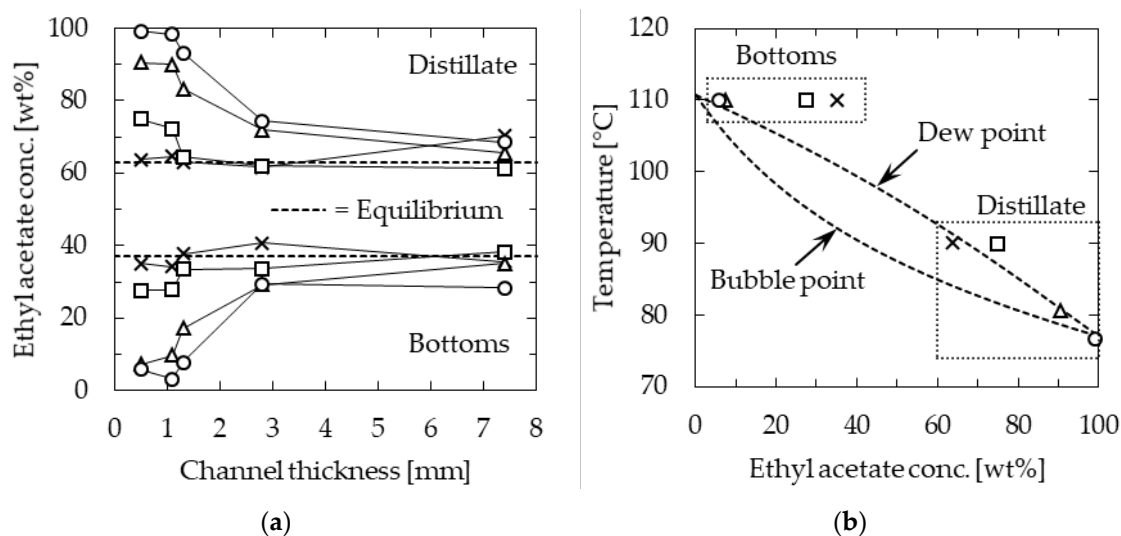 100
80
60
40
20
0
Ethyl acetate conc. [wt%]
Distillate
= Equilibrium
Bottoms
0 1 2 3 4 5 6 7 8
Channel thickness [mm]
(a)
120
110
100
90
80
70
Temperature [°C]
Bottoms
Dew point
Distillate
Bubble point
0 20 40 60 80 100
Ethyl acetate conc. [wt%]
(b)